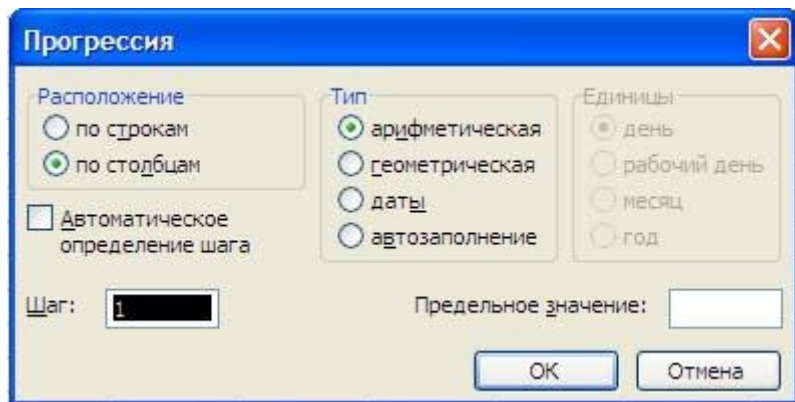 Прогрессия
Расположение
по строкам
по столбцам
Автоматическое
определение шага
Тип
арифметическая
геометрическая
даты
автозаполнение
Единицы
день
рабочий день
месяц
год
Шаг:
1
Предельное значение:
ОК
Отмена